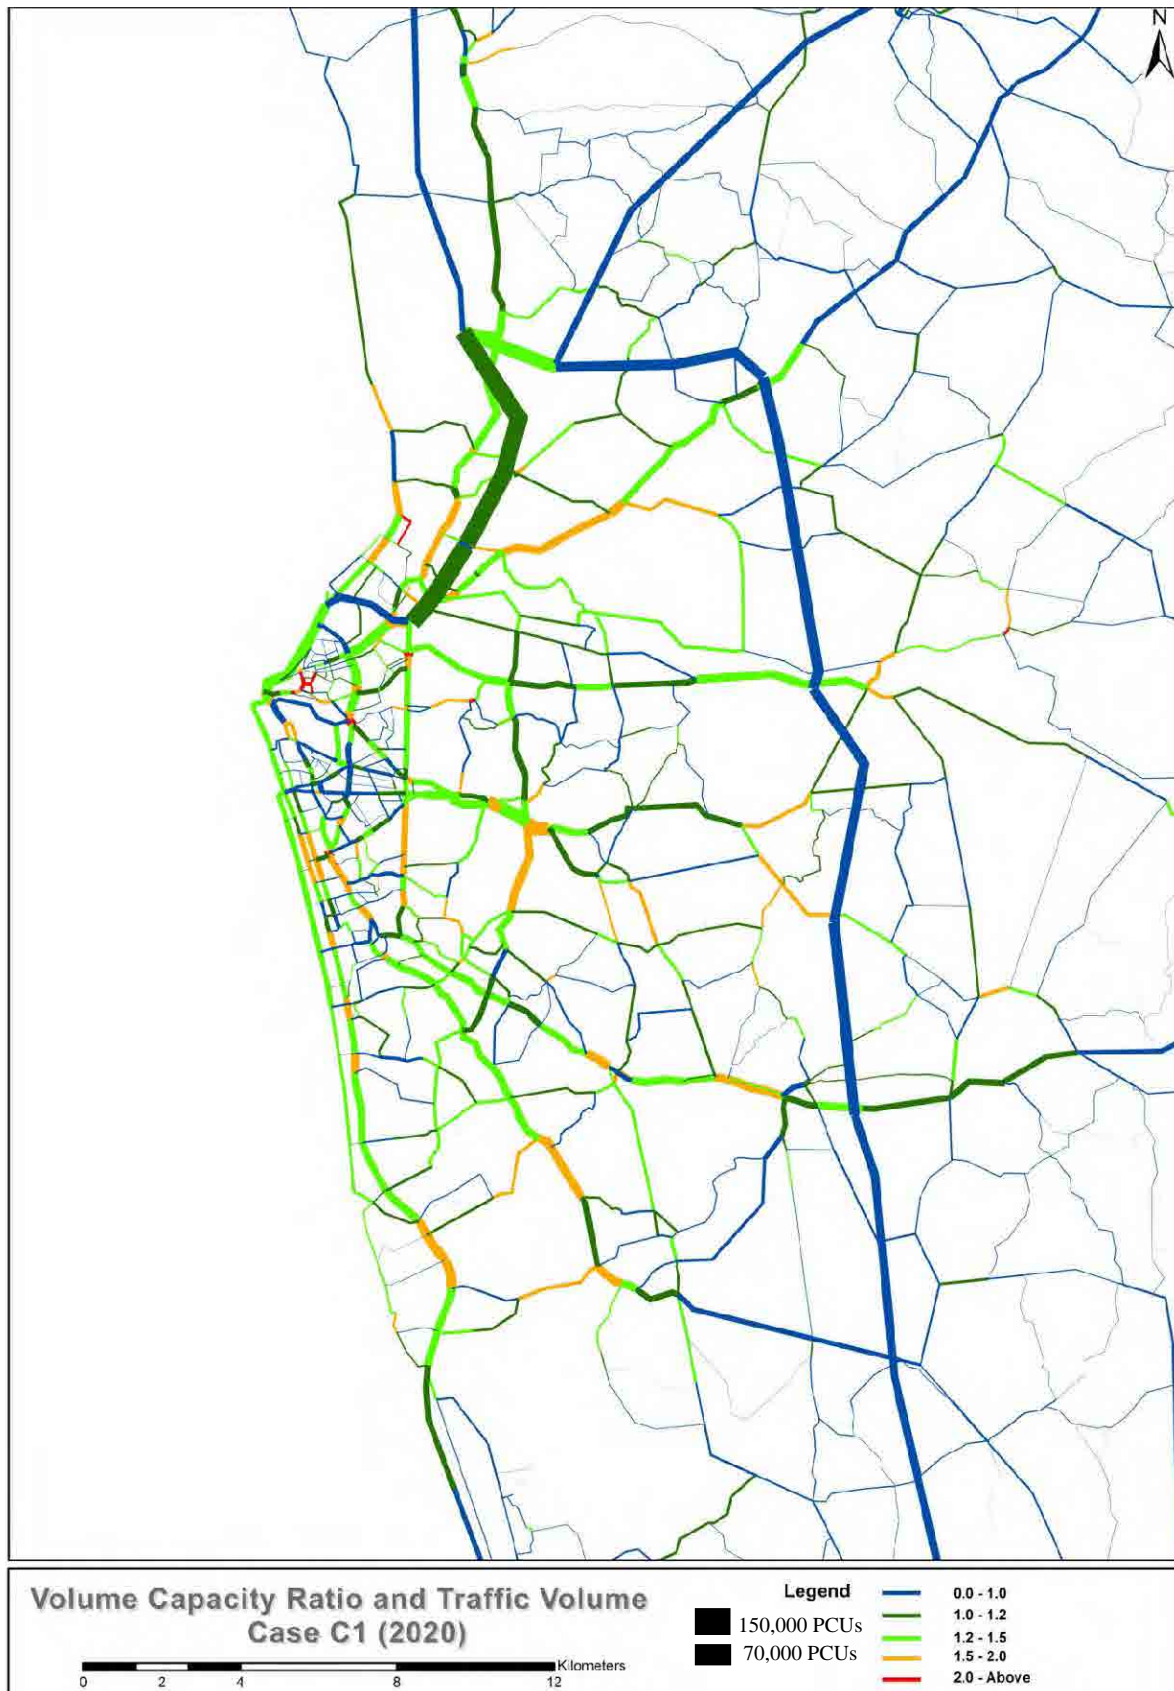 N
Volume Capacity Ratio and Traffic Volume
Case C1 (2020)
Kilometers
0 2 4 8 12
Legend
150,000 PCUs
70,000 PCUs
0.0 - 1.0
1.0 - 1.2
1.2 - 1.5
1.5 - 2.0
2.0 - Above